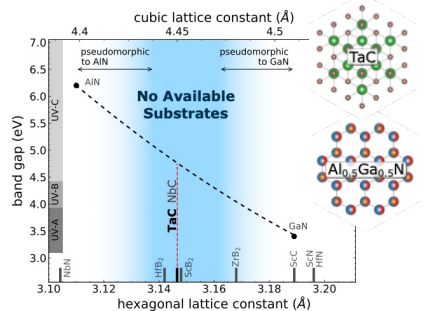 cubic lattice constant (Å)
4.4
4.45
4.5
7.0
6.5
6.0
5.5
5.0
4.5
4.0
3.5
3.0
band gap (eV)
UV-C
UV-B
UV-A
pseudomorphic
to AlN
pseudomorphic
to GaN
AlN
No Available
Substrates
GaN
TaC
NbC
NbN
HfB2
ScB2
ZrB2
ScC
ScN
HfN
3.10
3.12
3.14
3.16
3.18
3.20
hexagonal lattice constant (Å)
TaC
Al0.5Ga0.5N